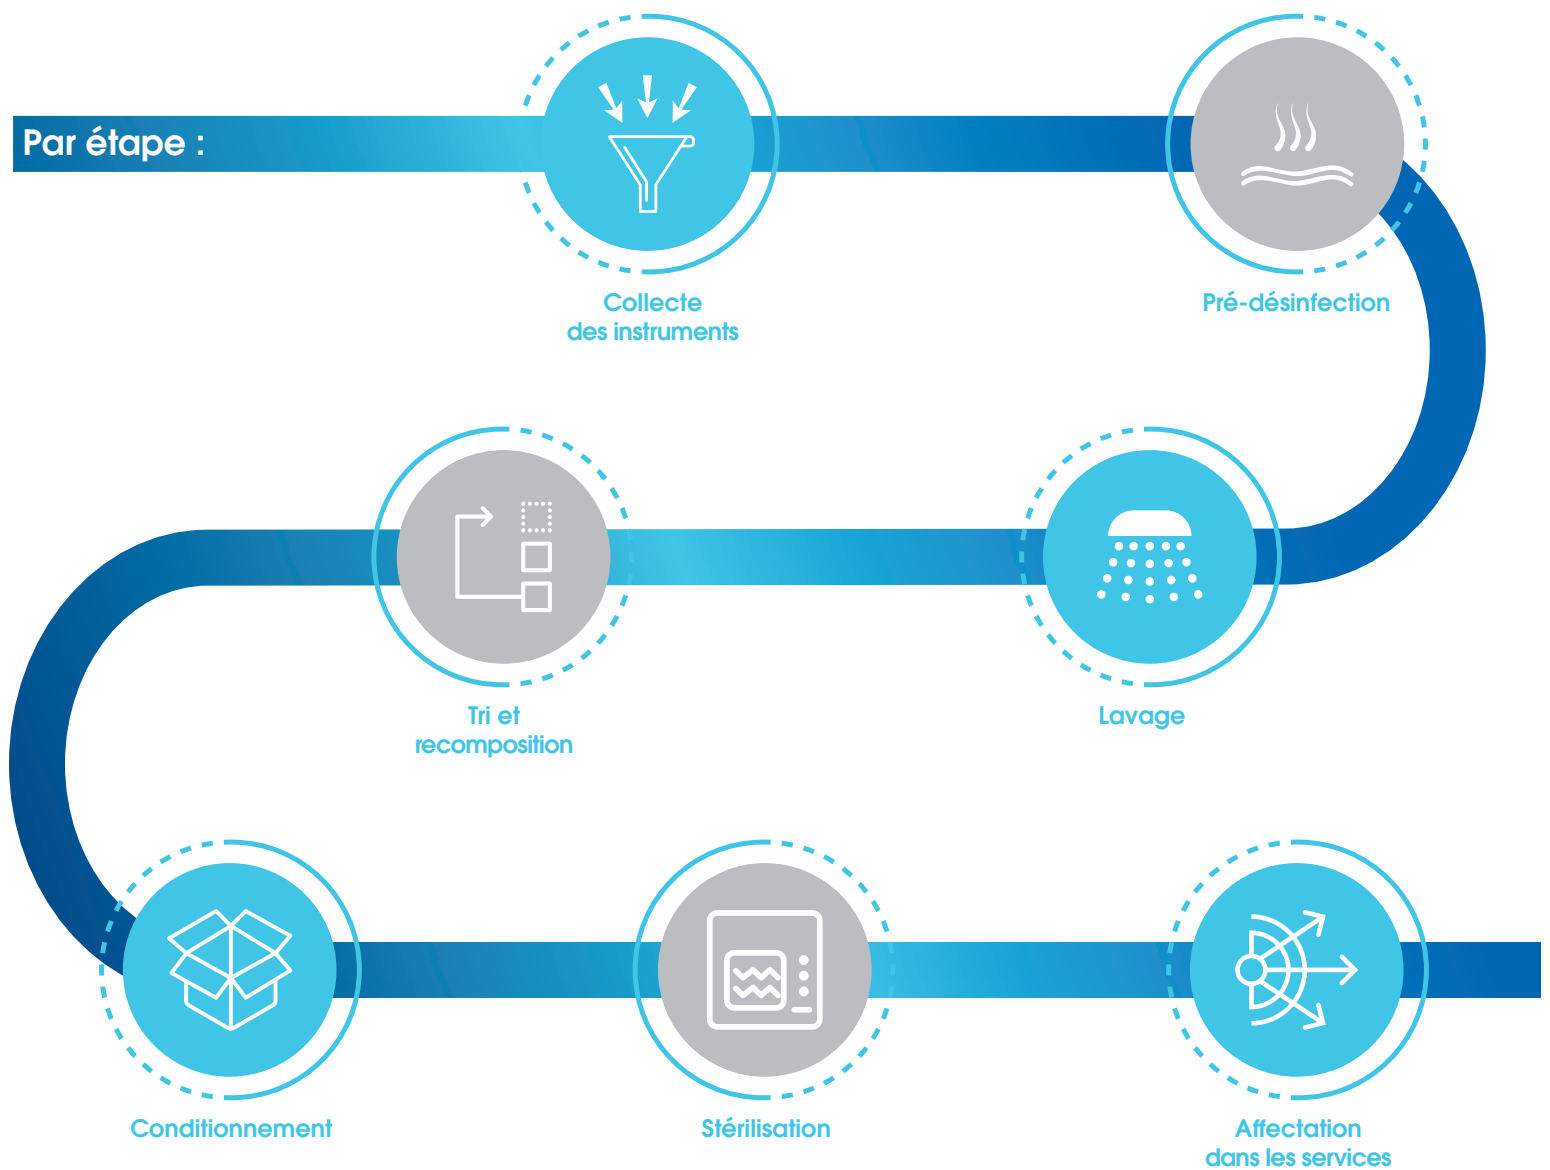 Par étape :
Collecte
des instruments
Pré-désinfection
Tri et
recomposition
Lavage
Conditionnement
Stérilisation
Affectation
dans les services